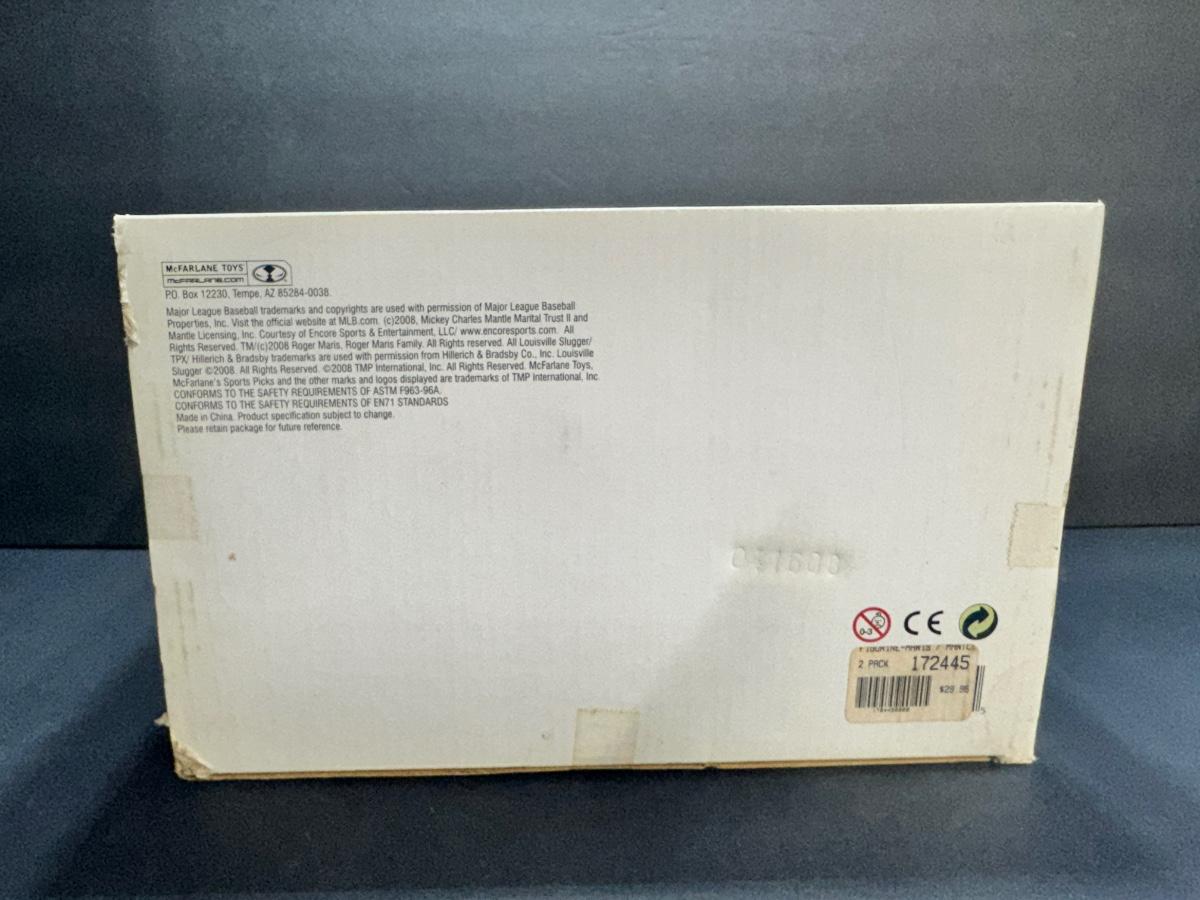 McFARLANE TOYS
mcfarlane.com
P.O. Box 12230, Tempe, AZ 85284-0038.
Major League Baseball trademarks and copyrights are used with permission of Major League Baseball
Properties, Inc. Visit the official website at MLB.com. (c)2008, Mickey Charles Mantle Marital Trust II and
Mantle Licensing, Inc. Courtesy of Encore Sports & Entertainment, LLC/ www.encoresports.com. All
Rights Reserved. TM/(c)2008 Roger Maris, Roger Maris Family. All Rights reserved. All Louisville Slugger/
TPX/ Hillerich & Bradsby trademarks are used with permission from Hillerich & Bradsby Co., Inc. Louisville
Slugger ©2008. All Rights Reserved. ©2008 TMP International, Inc. All Rights Reserved. McFarlane Toys,
McFarlane's Sports Picks and the other marks and logos displayed are trademarks of TMP International, Inc.
CONFORMS TO THE SAFETY REQUIREMENTS OF ASTM F963-96A.
CONFORMS TO THE SAFETY REQUIREMENTS OF EN71 STANDARDS
Made in China. Product specification subject to change.
Please retain package for future reference.
0-3
CE
FIGURINE-MARIS /
2 PACK 172445
5